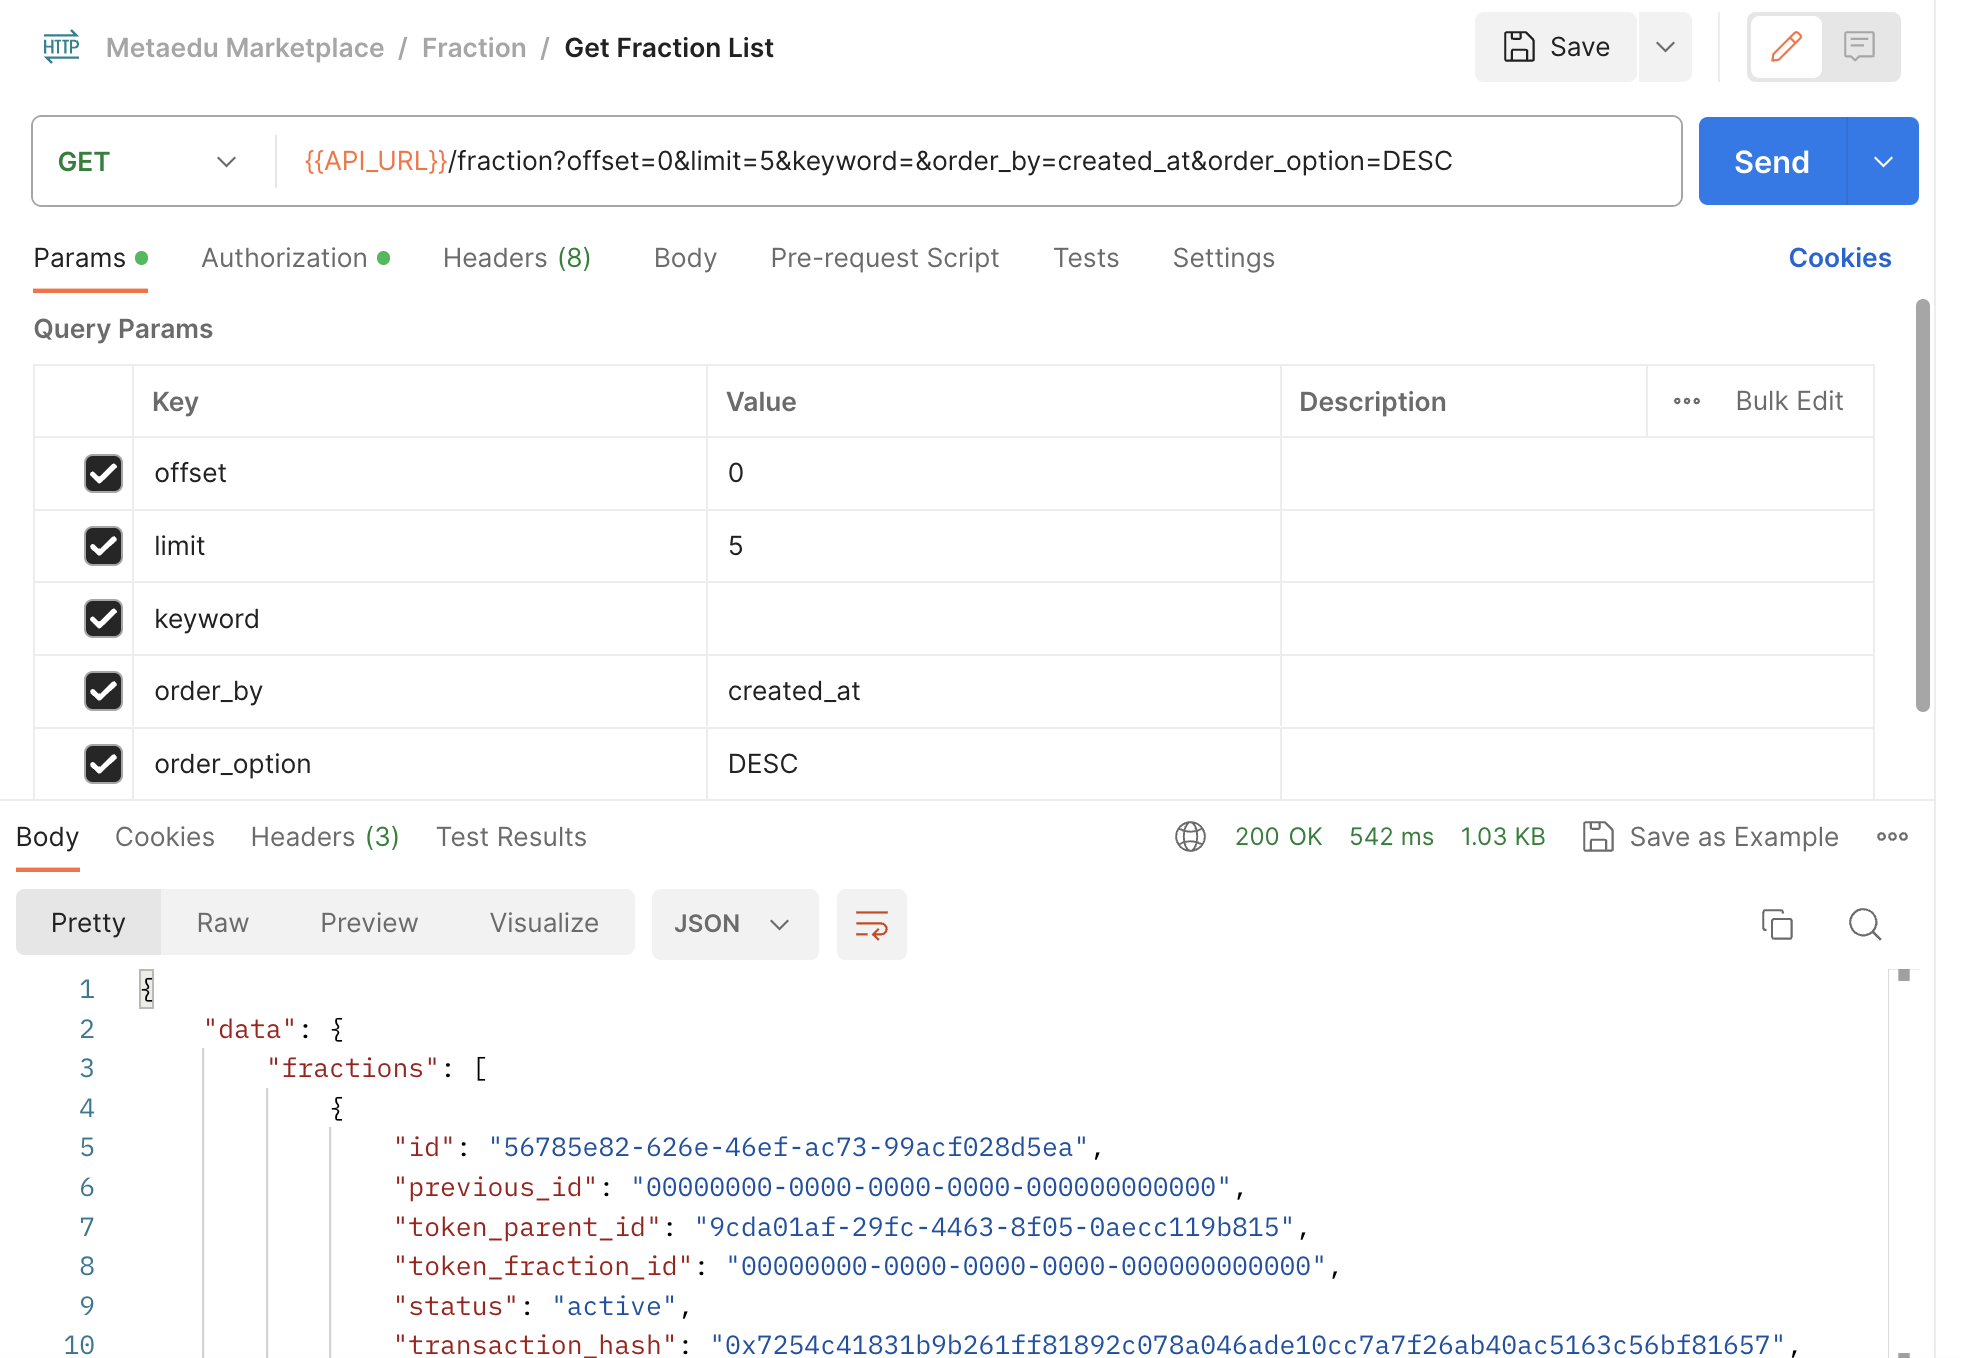 HTTP Metaedu Marketplace / Fraction / Get Fraction List Save
GET {{API_URL}}/fraction?offset=0&limit=5&keyword=&order_by=created_at&order_option=DESC Send
Params Authorization Headers (8) Body Pre-request Script Tests Settings Cookies
Query Params
Key Value Description Bulk Edit
offset 0
limit 5
keyword
order_by created_at
order_option DESC
Body Cookies Headers (3) Test Results 200 OK 542 ms 1.03 KB Save as Example
Pretty Raw Preview Visualize JSON
1 {
2 "data": {
3 "fractions": [
4 {
5 "id": "56785e82-626e-46ef-ac73-99acf028d5ea",
6 "previous_id": "00000000-0000-0000-0000-000000000000",
7 "token_parent_id": "9cda01af-29fc-4463-8f05-0aecc119b815",
8 "token_fraction_id": "00000000-0000-0000-0000-000000000000",
9 "status": "active",
10 "transaction_hash": "0x7254c41831b9b261ff81892c078a046ade10cc7a7f26ab40ac5163c56bf81657",